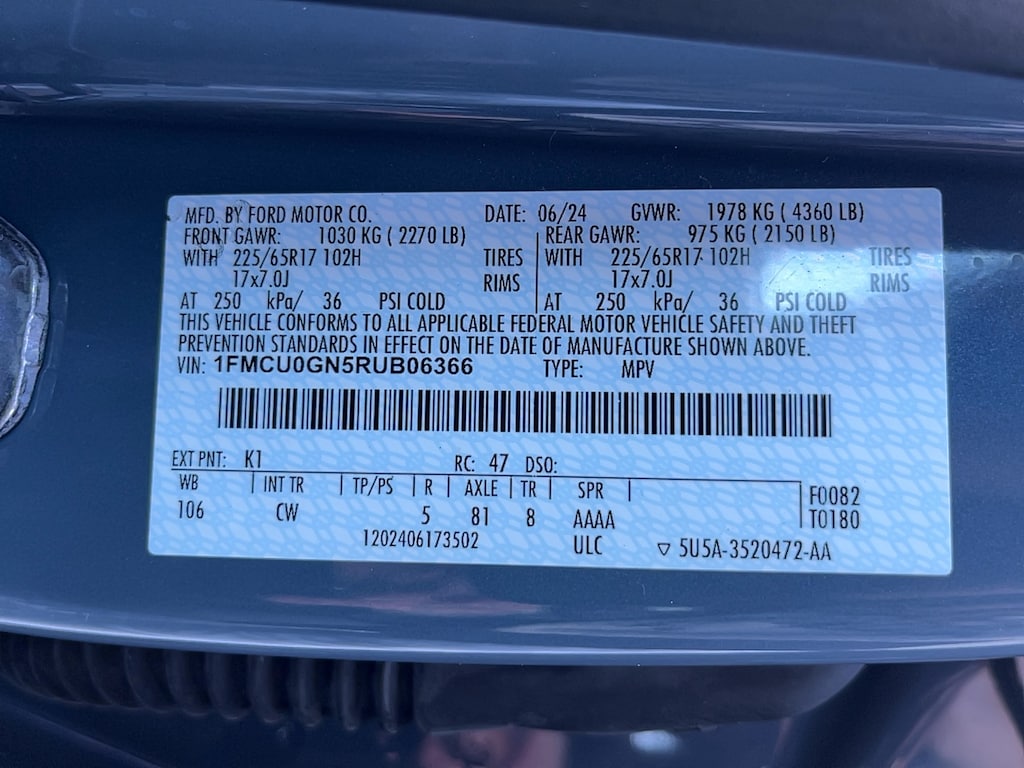 MFD. BY FORD MOTOR CO. DATE: 06/24 GVWR: 1978 KG ( 4360 LB)
FRONT GAWR: 1030 KG ( 2270 LB) REAR GAWR: 975 KG ( 2150 LB)
WITH 225/65R17 102H TIRES WITH 225/65R17 102H TIRES
17x7.0J RIMS 17x7.0J RIMS
AT 250 kPa/ 36 PSI COLD AT 250 kPa/ 36 PSI COLD
THIS VEHICLE CONFORMS TO ALL APPLICABLE FEDERAL MOTOR VEHICLE SAFETY AND THEFT
PREVENTION STANDARDS IN EFFECT ON THE DATE OF MANUFACTURE SHOWN ABOVE.
VIN: 1FMCU0GN5RUB06366 TYPE: MPV
EXT PNT: K1 RC: 47 DSO:
WB INT TR TP/PS R AXLE TR SPR F0082
106 CW 5 81 8 AAAA T0180
1202406173502 ULC ▽ 5U5A-3520472-AA